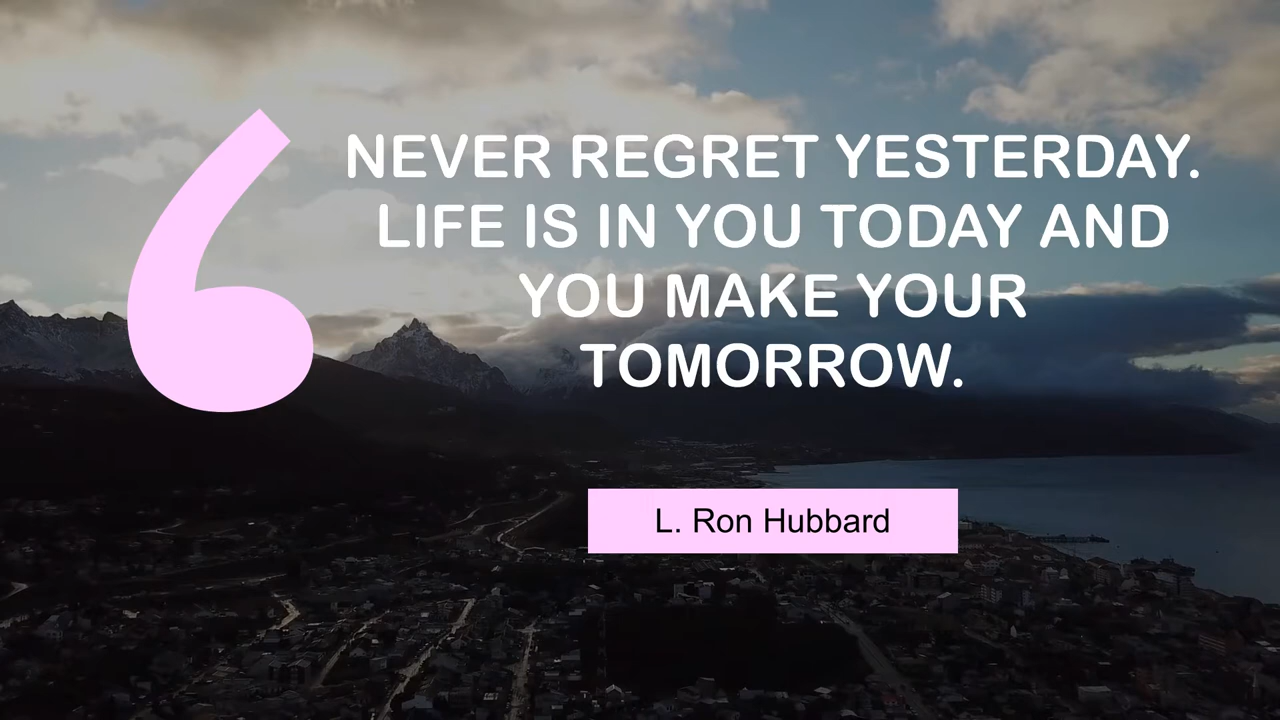 NEVER REGRET YESTERDAY.
LIFE IS IN YOU TODAY AND
YOU MAKE YOUR
TOMORROW.
L. Ron Hubbard